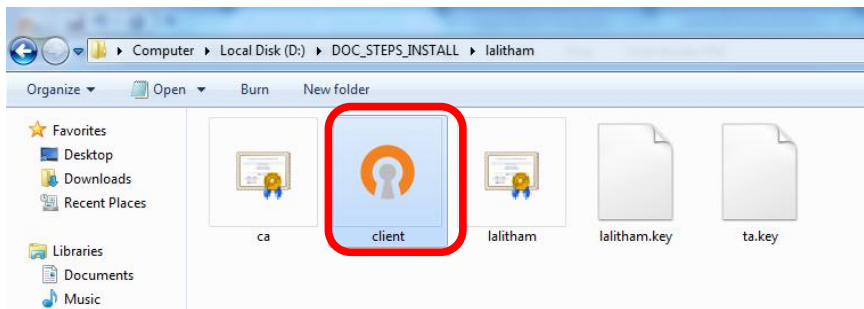 Computer ▸ Local Disk (D:) ▸ DOC_STEPS_INSTALL ▸ lalitham
Organize Open Burn New folder
Favorites
Desktop
Downloads
Recent Places
Libraries
Documents
Music
ca client lalitham lalitham.key ta.key